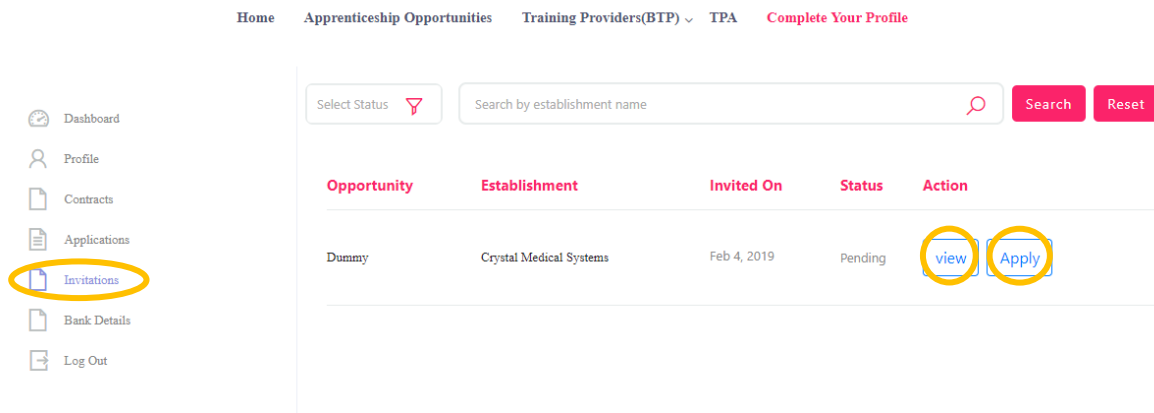 Home Apprenticeship Opportunities Training Providers(BTP) TPA Complete Your Profile
Select Status Search by establishment name Search Reset
Dashboard
Profile
Contracts
Applications
Invitations
Bank Details
Log Out
Opportunity Establishment Invited On Status Action
Dummy Crystal Medical Systems Feb 4, 2019 Pending view Apply